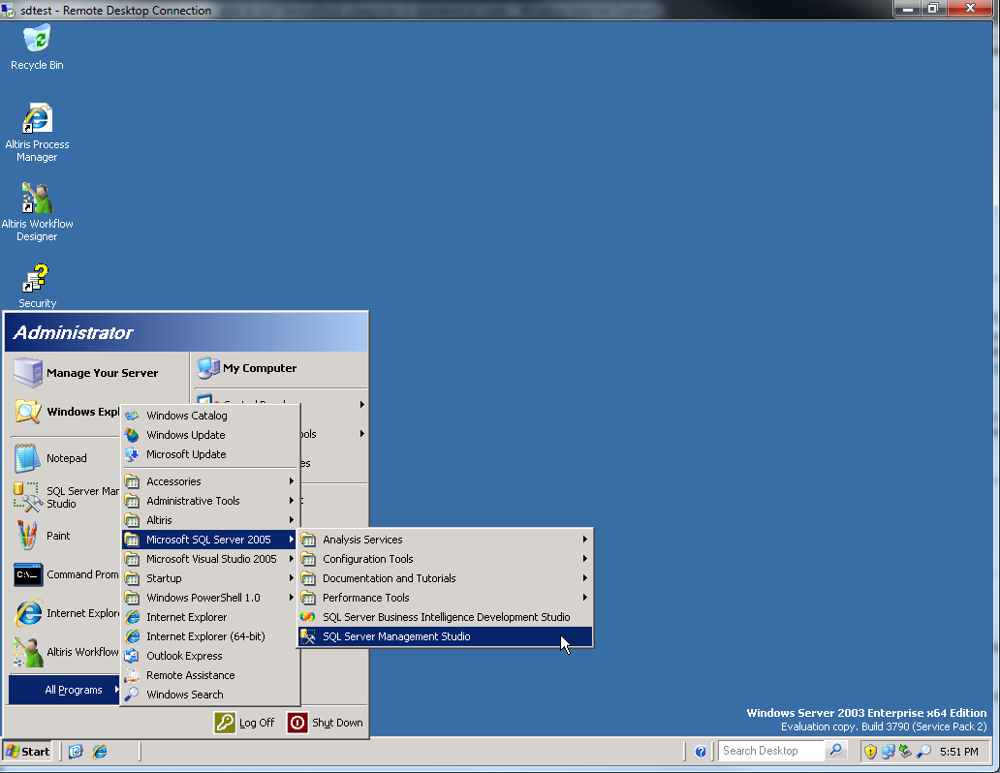 sdtest - Remote Desktop Connection
Recycle Bin
Altiris Process
Manager
Altiris Workflow
Designer
Security
Administrator
Manage Your Server
My Computer
Windows Expl
Notepad
SQL Server Mar
Studio
Paint
Command Prom
Internet Explor
Altiris Workflow
All Programs
ools
es
Windows Catalog
Windows Update
Microsoft Update
Accessories
Administrative Tools
Altiris
Microsoft SQL Server 2005
Microsoft Visual Studio 2005
Startup
Windows PowerShell 1.0
Internet Explorer
Internet Explorer (64-bit)
Outlook Express
Remote Assistance
Windows Search
Analysis Services
Configuration Tools
Documentation and Tutorials
Performance Tools
SQL Server Business Intelligence Development Studio
SQL Server Management Studio
Log Off
Shut Down
Windows Server 2003 Enterprise x64 Edition
Evaluation copy. Build 3790 (Service Pack 2)
Start
Search Desktop
5:51 PM